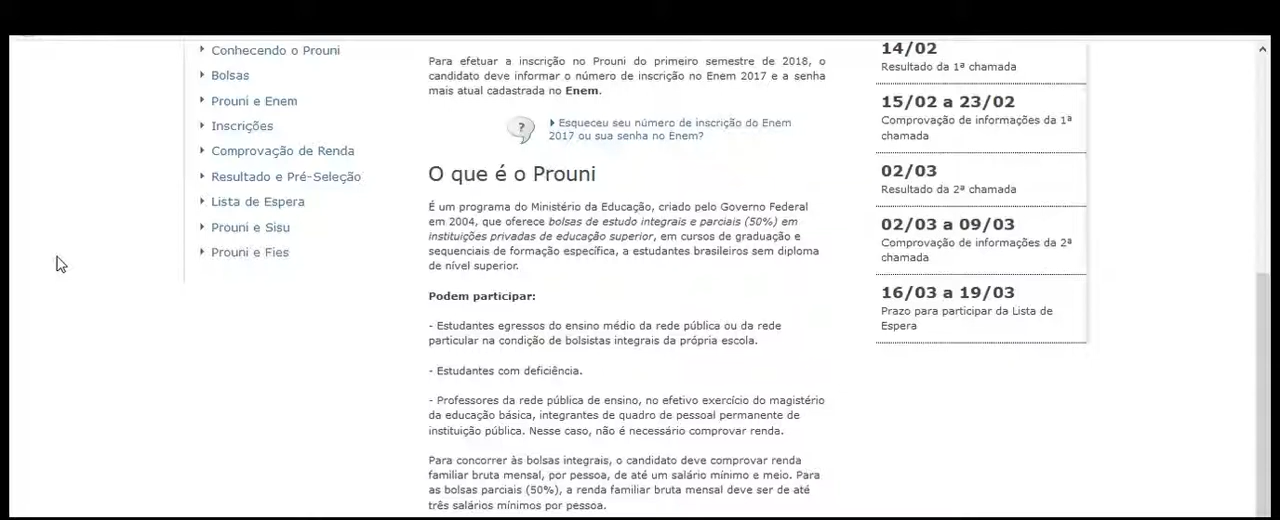 Conhecendo o Prouni
Bolsas
Prouni e Enem
Inscrições
Comprovação de Renda
Resultado e Pré-Seleção
Lista de Espera
Prouni e Sisu
Prouni e Fies
Para efetuar a inscrição no Prouni do primeiro semestre de 2018, o
candidato deve informar o número de inscrição no Enem 2017 e a senha
mais atual cadastrada no Enem.
?
Esqueceu seu número de inscrição do Enem
2017 ou sua senha no Enem?
O que é o Prouni
É um programa do Ministério da Educação, criado pelo Governo Federal
em 2004, que oferece bolsas de estudo integrais e parciais (50%) em
instituições privadas de educação superior, em cursos de graduação e
sequenciais de formação específica, a estudantes brasileiros sem diploma
de nível superior.
Podem participar:
- Estudantes egressos do ensino médio da rede pública ou da rede
particular na condição de bolsistas integrais da própria escola.
- Estudantes com deficiência.
- Professores da rede pública de ensino, no efetivo exercício do magistério
da educação básica, integrantes de quadro de pessoal permanente de
instituição pública. Nesse caso, não é necessário comprovar renda.
Para concorrer às bolsas integrais, o candidato deve comprovar renda
familiar bruta mensal, por pessoa, de até um salário mínimo e meio. Para
as bolsas parciais (50%), a renda familiar bruta mensal deve ser de até
três salários mínimos por pessoa.
14/02
Resultado da 1ª chamada
15/02 a 23/02
Comprovação de informações da 1ª
chamada
02/03
Resultado da 2ª chamada
02/03 a 09/03
Comprovação de informações da 2ª
chamada
16/03 a 19/03
Prazo para participar da Lista de
Espera